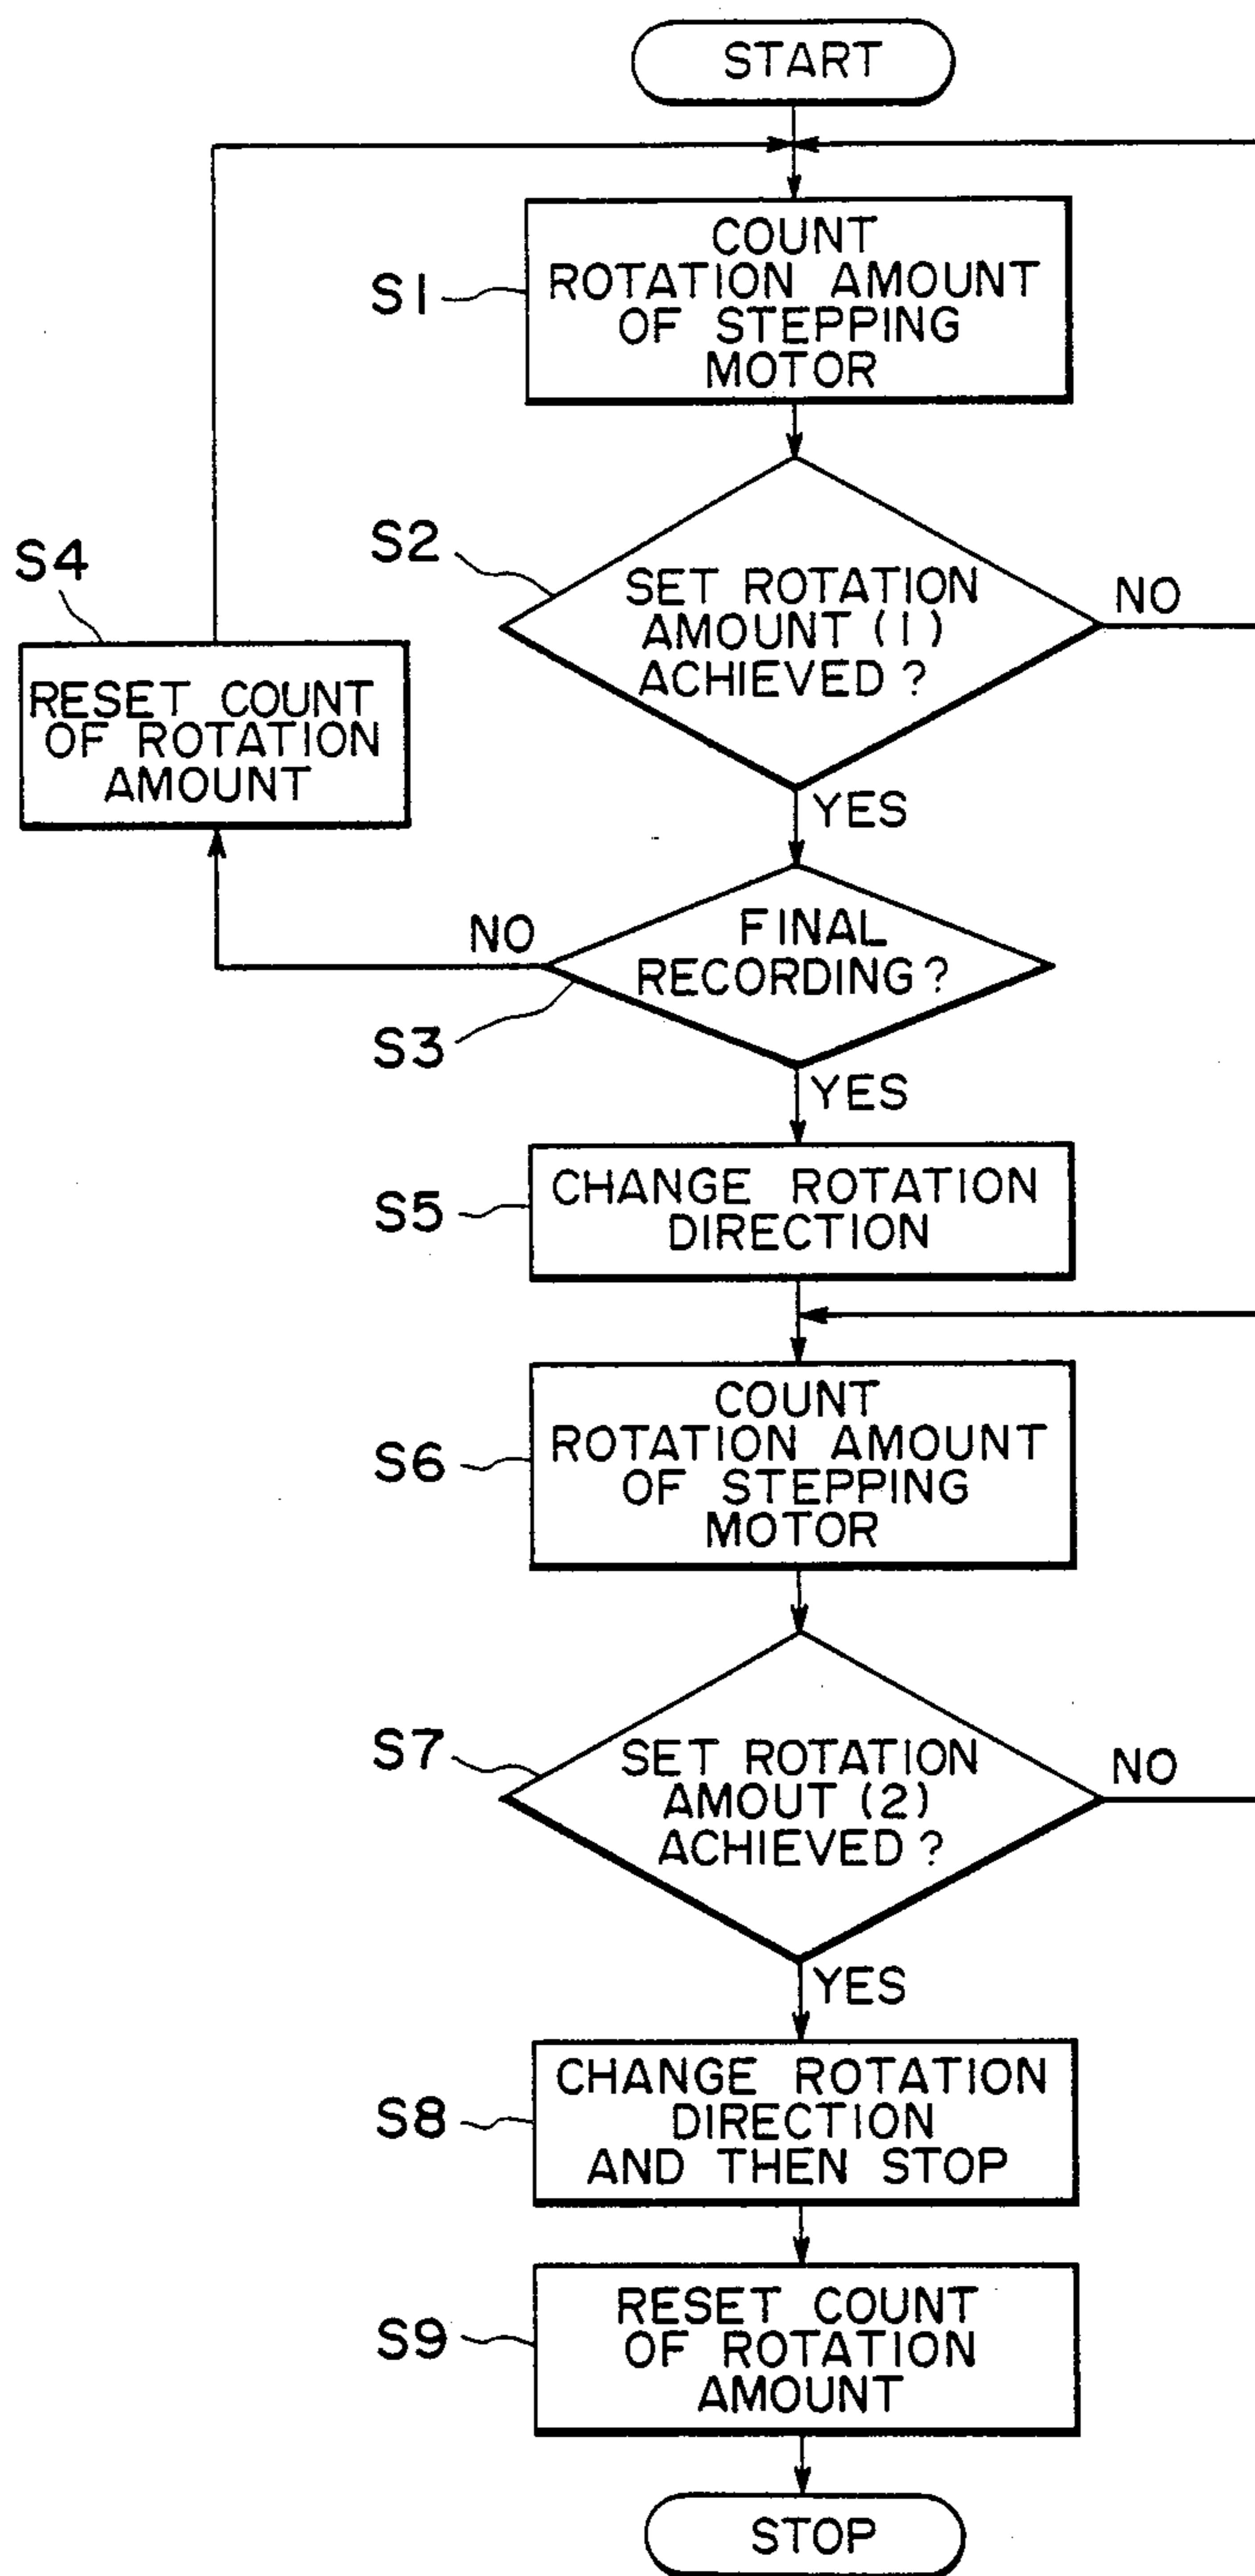 START
COUNT
ROTATION AMOUNT
OF STEPPING
MOTOR
S1
S2
SET ROTATION
AMOUNT (1)
ACHIEVED?
NO
S4
RESET COUNT
OF ROTATION
AMOUNT
YES
NO
FINAL
RECORDING?
S3
YES
S5
CHANGE ROTATION
DIRECTION
COUNT
ROTATION AMOUNT
OF STEPPING
MOTOR
S6
S7
SET ROTATION
AMOUT (2)
ACHIEVED?
NO
YES
S8
CHANGE ROTATION
DIRECTION
AND THEN STOP
S9
RESET COUNT
OF ROTATION
AMOUNT
STOP